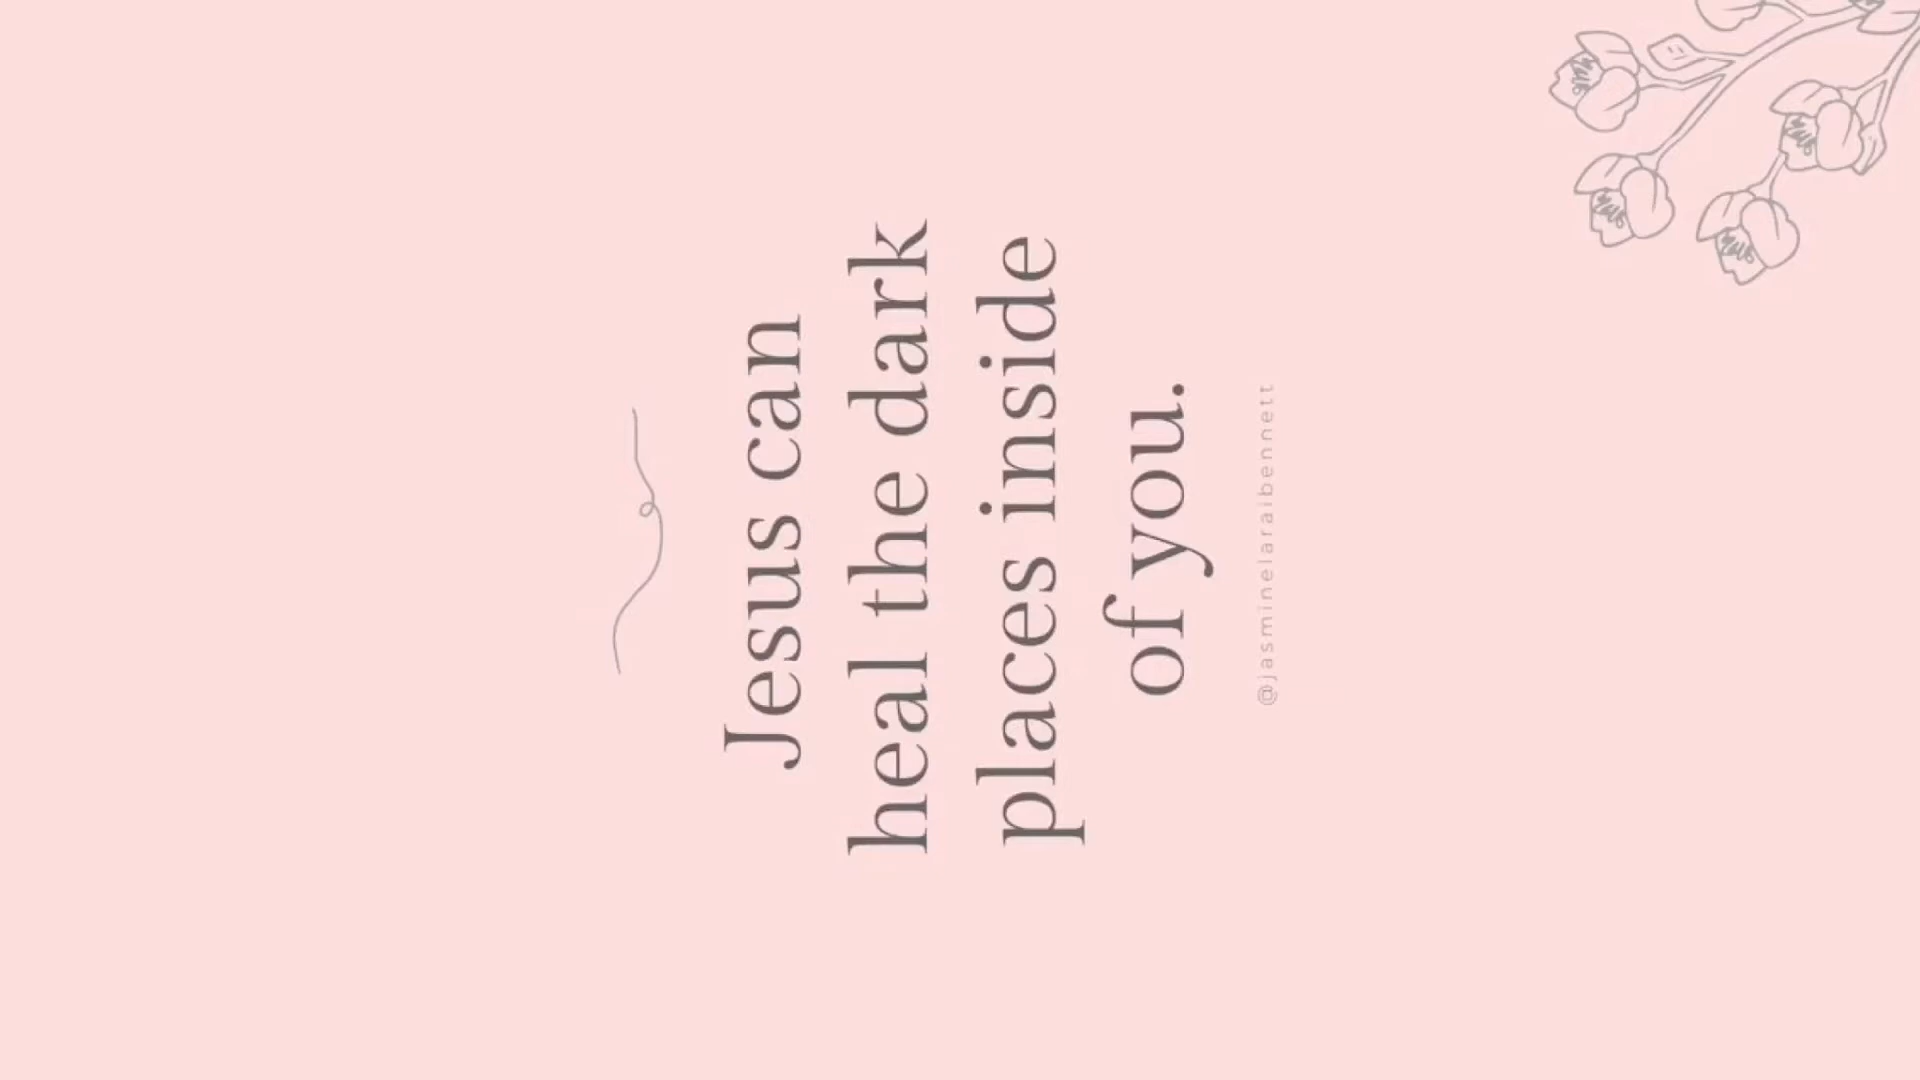 Jesus can
heal the dark
places inside
of you.
@jasminelaraibennett